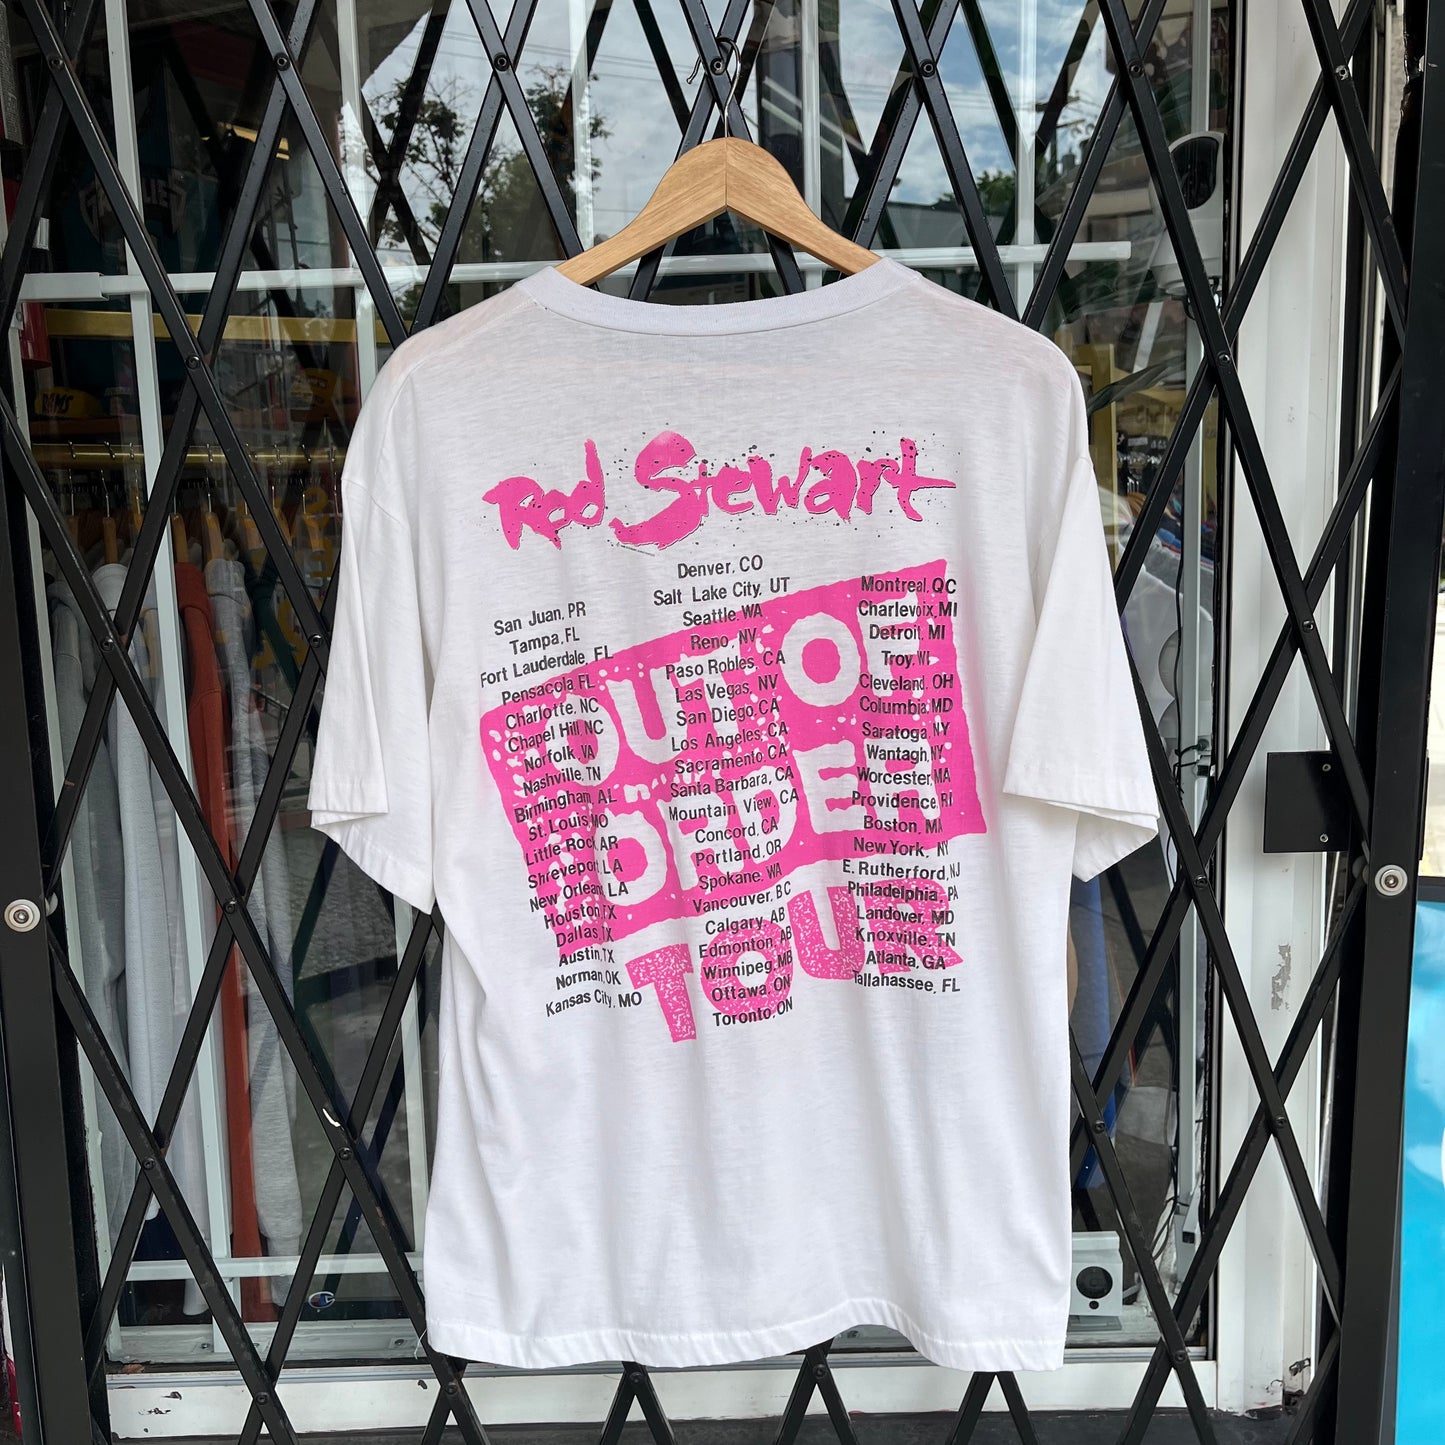 Rod Stewart
OUT OF
ORDER
TOUR
San Juan, PR
Tampa, FL
Fort Lauderdale, FL
Pensacola FL
Charlotte, NC
Chapel Hill, NC
Norfolk, VA
Nashville, TN
Birmingham, AL
St. Louis, MO
Little Rock, AR
Shreveport, LA
New Orleans, LA
Houston, TX
Dallas, TX
Austin, TX
Norman, OK
Kansas City, MO
Denver, CO
Salt Lake City, UT
Seattle, WA
Reno, NV
Paso Robles, CA
Las Vegas, NV
San Diego, CA
Los Angeles, CA
Sacramento, CA
Santa Barbara, CA
Mountain View, CA
Concord, CA
Portland, OR
Spokane, WA
Vancouver, BC
Calgary, AB
Edmonton, AB
Winnipeg, MB
Ottawa, ON
Toronto, ON
Montreal, QC
Charlevoix, MI
Detroit, MI
Troy, WI
Cleveland, OH
Columbia, MD
Saratoga, NY
Wantagh, NY
Worcester, MA
Providence, RI
Boston, MA
New York, NY
E. Rutherford, NJ
Philadelphia, PA
Landover, MD
Knoxville, TN
Atlanta, GA
Tallahassee, FL
RAMS